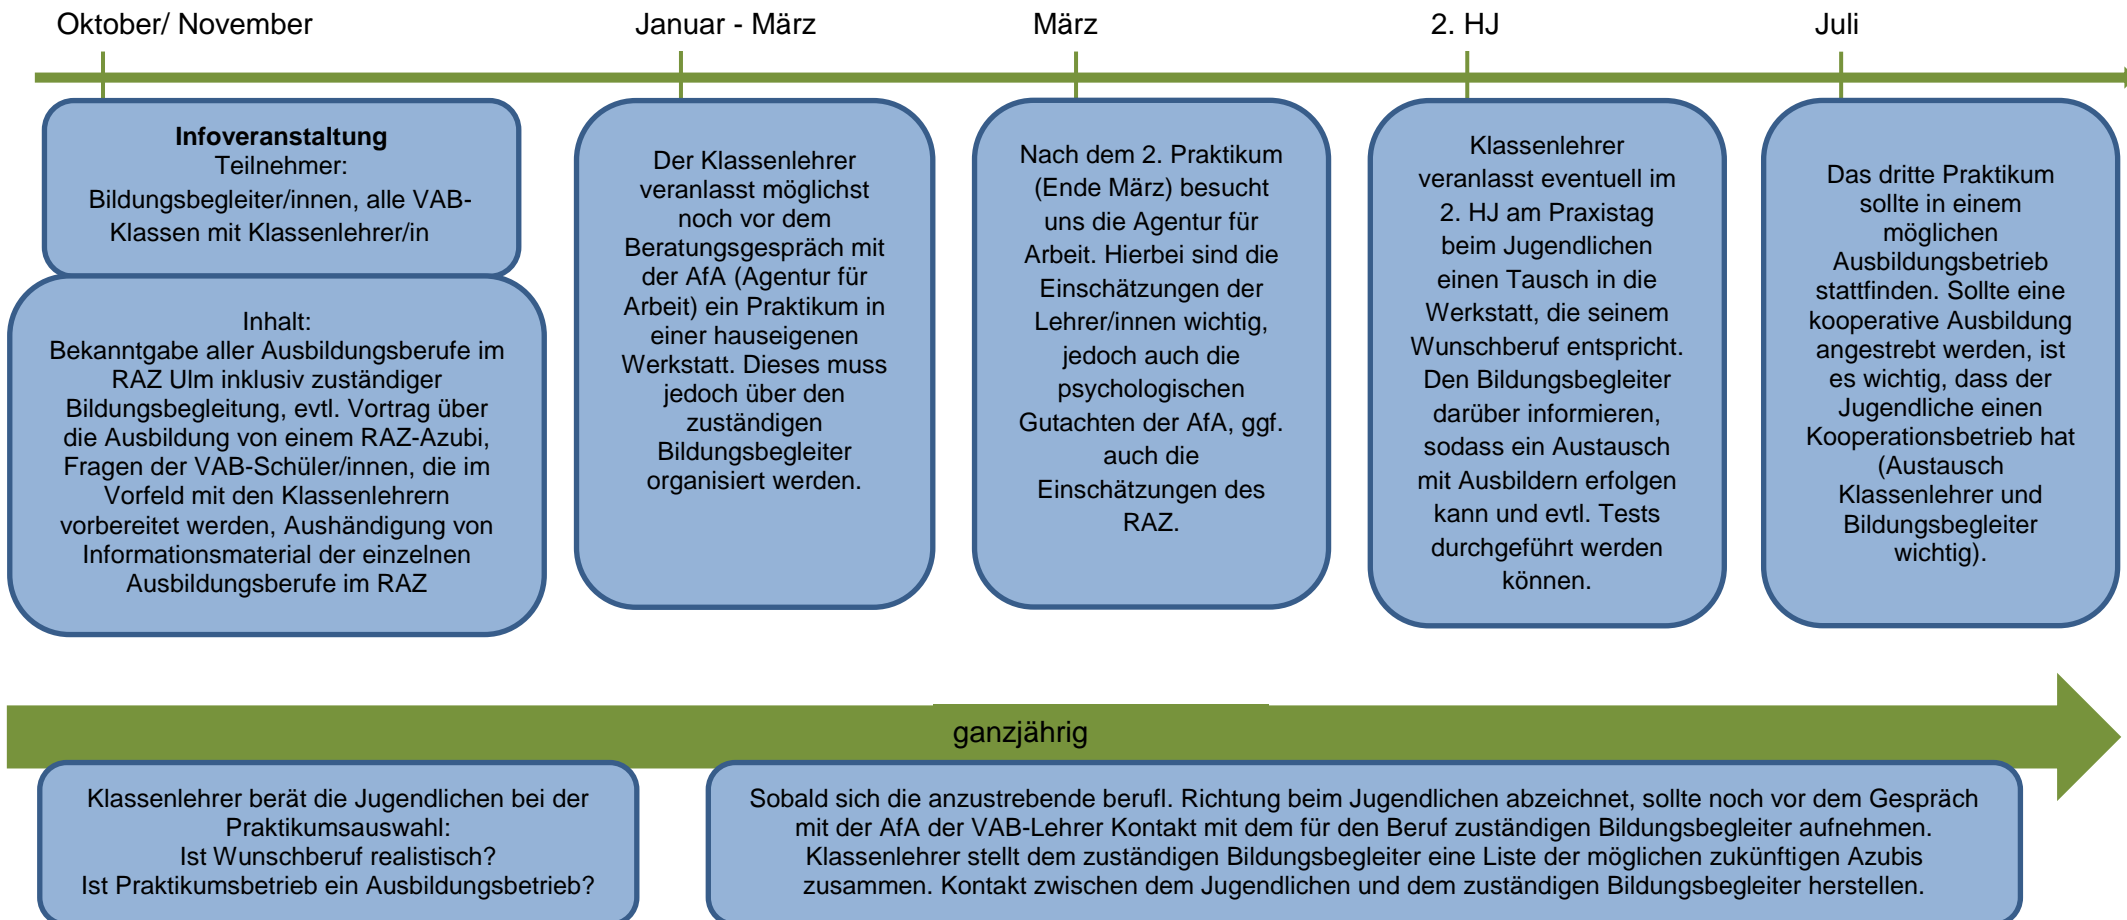 Oktober/ November
Januar - März
März
2. HJ
Juli
Infoveranstaltung
Teilnehmer:
Bildungsbegleiter/innen, alle VAB-
Klassen mit Klassenlehrer/in
Inhalt:
Bekanntgabe aller Ausbildungsberufe im
RAZ Ulm inklusiv zuständiger
Bildungsbegleitung, evtl. Vortrag über
die Ausbildung von einem RAZ-Azubi,
Fragen der VAB-Schüler/innen, die im
Vorfeld mit den Klassenlehrern
vorbereitet werden, Aushändigung von
Informationsmaterial der einzelnen
Ausbildungsberufe im RAZ
Der Klassenlehrer
veranlasst möglichst
noch vor dem
Beratungsgespräch mit
der AfA (Agentur für
Arbeit) ein Praktikum in
einer hauseigenen
Werkstatt. Dieses muss
jedoch über den
zuständigen
Bildungsbegleiter
organisiert werden.
Nach dem 2. Praktikum
(Ende März) besucht
uns die Agentur für
Arbeit. Hierbei sind die
Einschätzungen der
Lehrer/innen wichtig,
jedoch auch die
psychologischen
Gutachten der AfA, ggf.
auch die
Einschätzungen des
RAZ.
Klassenlehrer
veranlasst eventuell im
2. HJ am Praxistag
beim Jugendlichen
einen Tausch in die
Werkstatt, die seinem
Wunschberuf entspricht.
Den Bildungsbegleiter
darüber informieren,
sodass ein Austausch
mit Ausbildern erfolgen
kann und evtl. Tests
durchgeführt werden
können.
Das dritte Praktikum
sollte in einem
möglichen
Ausbildungsbetrieb
stattfinden. Sollte eine
kooperative Ausbildung
angestrebt werden, ist
es wichtig, dass der
Jugendliche einen
Kooperationsbetrieb hat
(Austausch
Klassenlehrer und
Bildungsbegleiter
wichtig).
ganzjährig
Klassenlehrer berät die Jugendlichen bei der
Praktikumsauswahl:
Ist Wunschberuf realistisch?
Ist Praktikumsbetrieb ein Ausbildungsbetrieb?
Sobald sich die anzustrebende berufl. Richtung beim Jugendlichen abzeichnet, sollte noch vor dem Gespräch
mit der AfA der VAB-Lehrer Kontakt mit dem für den Beruf zuständigen Bildungsbegleiter aufnehmen.
Klassenlehrer stellt dem zuständigen Bildungsbegleiter eine Liste der möglichen zukünftigen Azubis
zusammen. Kontakt zwischen dem Jugendlichen und dem zuständigen Bildungsbegleiter herstellen.